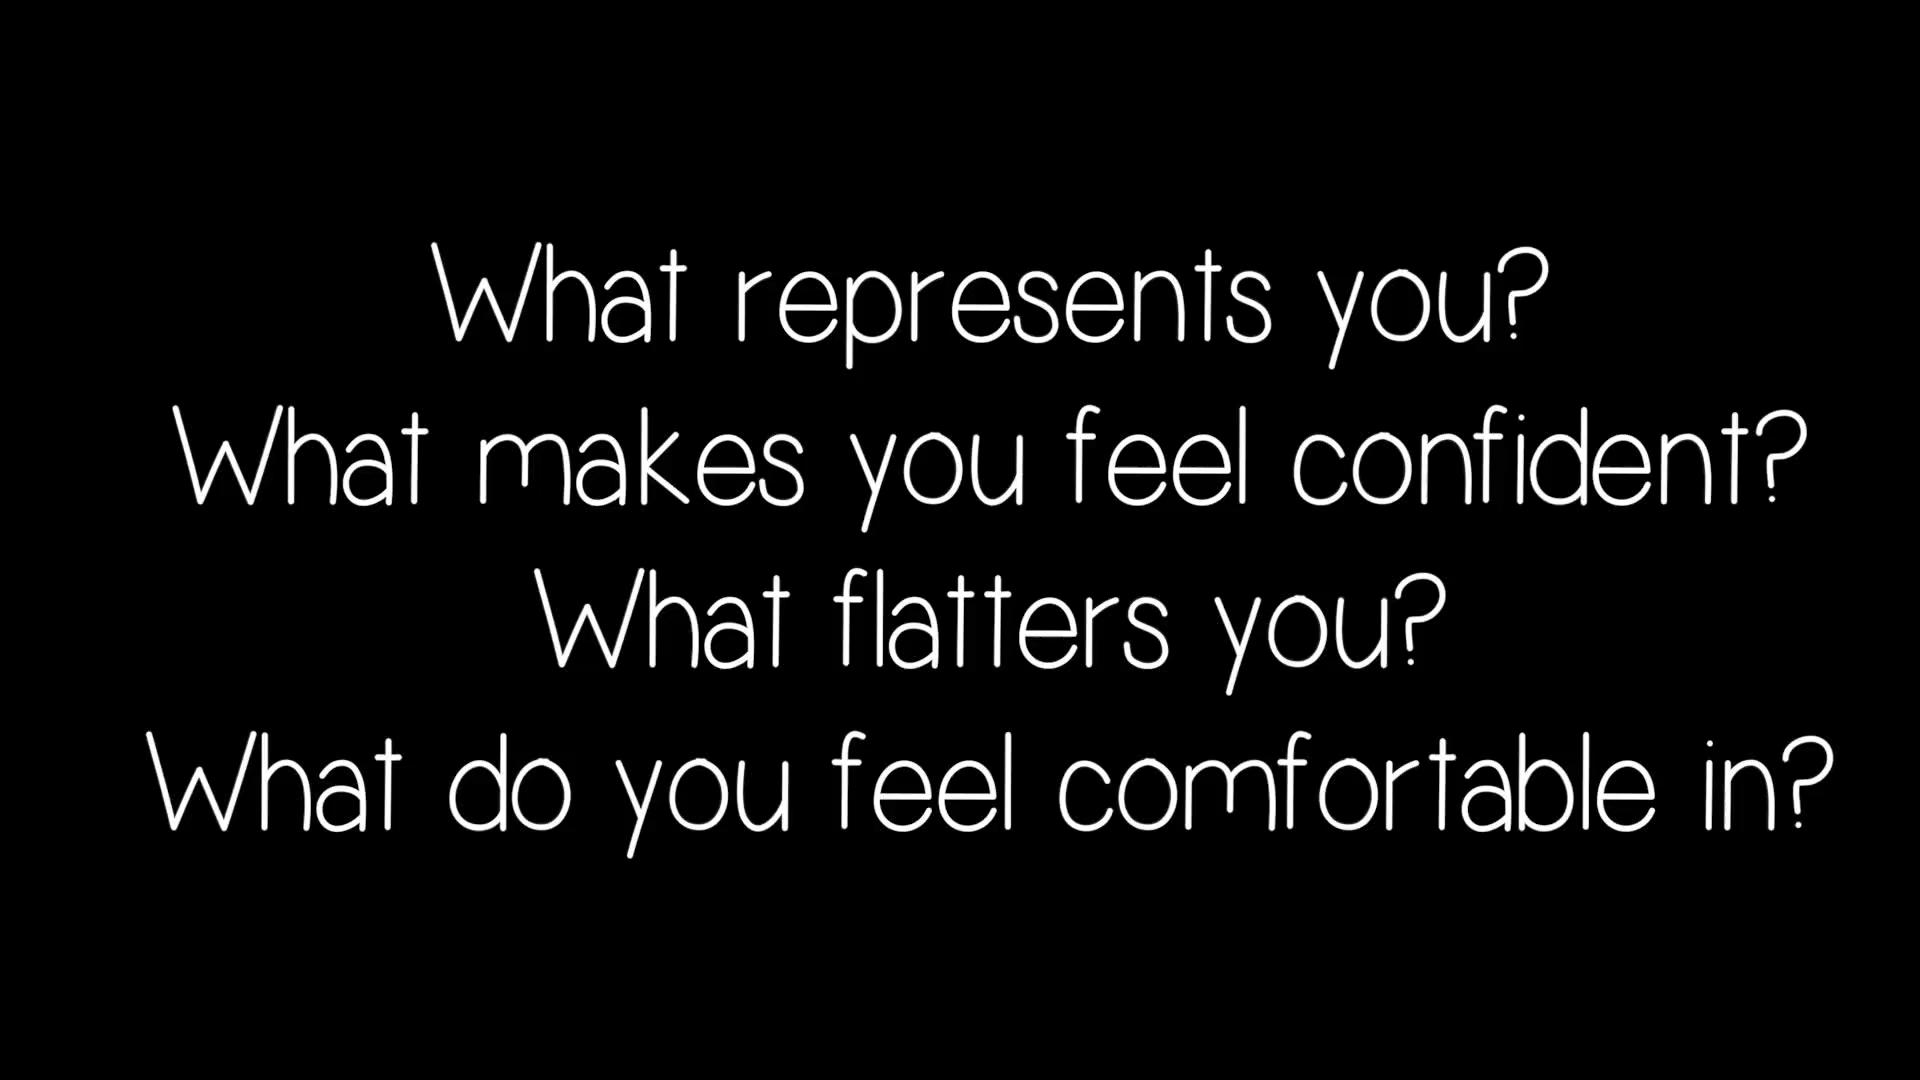 What represents you?
What makes you feel confident?
What flatters you?
What do you feel comfortable in?